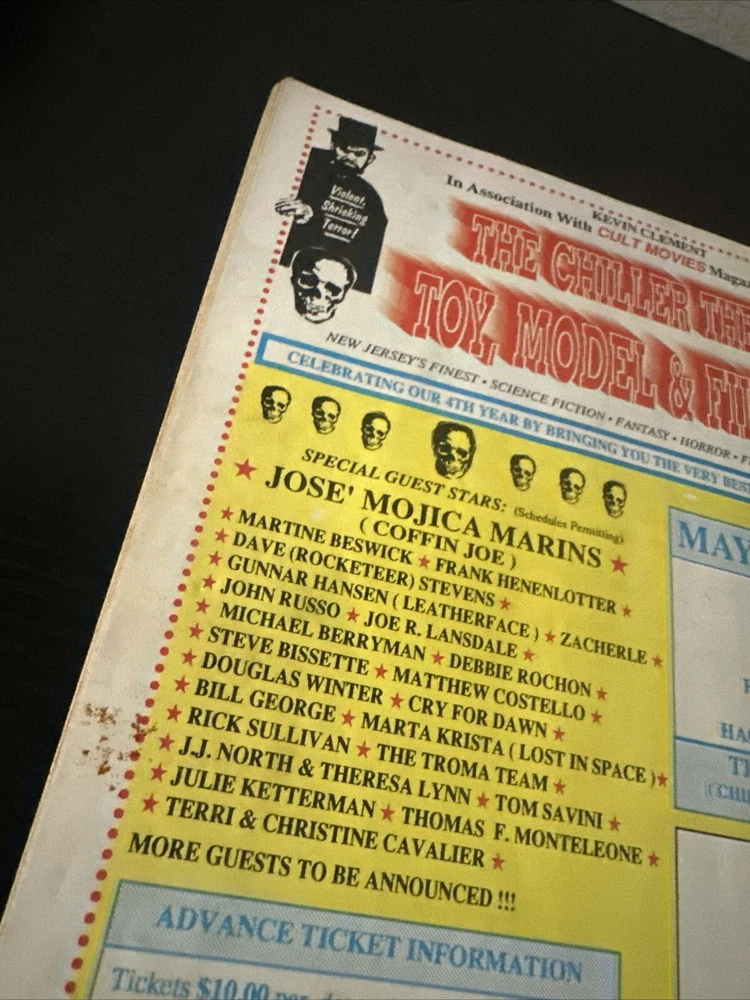 Violent,
Shrieking
Terror!
KEVIN CLEMENT
In Association With CULT MOVIES
THE CHILLER
TOY, MODEL &
NEW JERSEY'S FINEST • SCIENCE FICTION • FANTASY • HORROR •
CELEBRATING OUR 4TH YEAR BY BRINGING YOU THE VERY
SPECIAL GUEST STARS: (Schedules Permitting)
★ JOSE' MOJICA MARINS ★
( COFFIN JOE )
★ MARTINE BESWICK ★ FRANK HENENLOTTER ★
★ DAVE (ROCKETEER) STEVENS ★
★ GUNNAR HANSEN ( LEATHERFACE ) ★ ZACHERLE ★
★ JOHN RUSSO ★ JOE R. LANSDALE ★
★ MICHAEL BERRYMAN ★ DEBBIE ROCHON ★
★ STEVE BISSETTE ★ MATTHEW COSTELLO ★
★ DOUGLAS WINTER ★ CRY FOR DAWN ★
★ BILL GEORGE ★ MARTA KRISTA ( LOST IN SPACE ) ★
★ RICK SULLIVAN ★ THE TROMA TEAM ★
★ J.J. NORTH & THERESA LYNN ★ TOM SAVINI ★
★ JULIE KETTERMAN ★ THOMAS F. MONTELEONE ★
★ TERRI & CHRISTINE CAVALIER ★
MORE GUESTS TO BE ANNOUNCED !!!
ADVANCE TICKET INFORMATION
Tickets $10.00 per
MAY